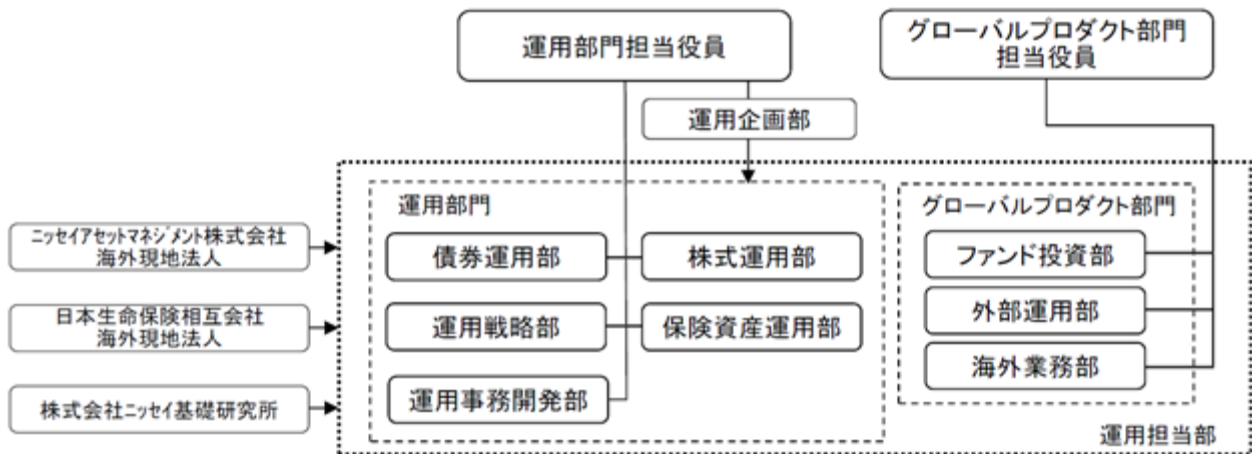 運用部門担当役員
グローバルプロダクト部門
担当役員
運用企画部
運用部門
グローバルプロダクト部門
ニッセイアセットマネジメント株式会社
海外現地法人
債券運用部
株式運用部
ファンド投資部
日本生命保険相互会社
海外現地法人
運用戦略部
保険資産運用部
外部運用部
海外業務部
株式会社ニッセイ基礎研究所
運用事務開発部
運用担当部